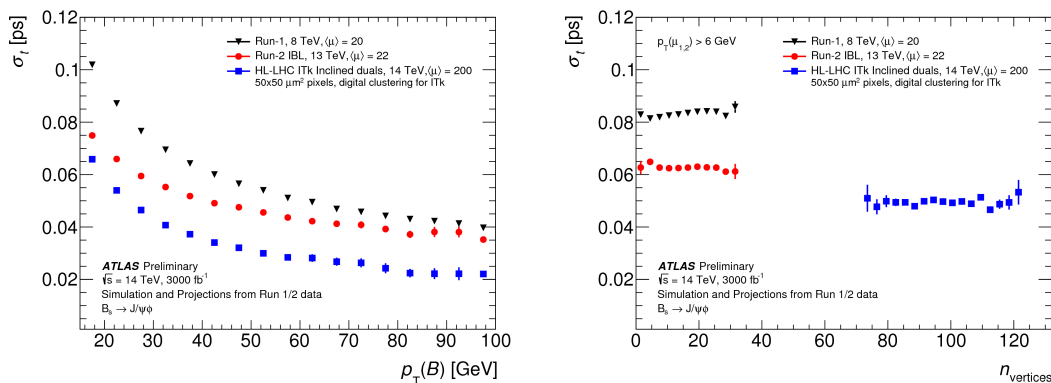 σt [ps]
0.12
0.1
0.08
0.06
0.04
0.02
Run-1, 8 TeV,⟨μ⟩ = 20
Run-2 IBL, 13 TeV,⟨μ⟩ = 22
HL-LHC ITk Inclined duals, 14 TeV,⟨μ⟩ = 200
50x50 μm² pixels, digital clustering for ITk
ATLAS Preliminary
√s = 14 TeV, 3000 fb⁻¹
Simulation and Projections from Run 1/2 data
Bs → J/ψϕ
20 30 40 50 60 70 80 90 100
pT(B) [GeV]
σt [ps]
0.12
0.1
0.08
0.06
0.04
0.02
pT(μ1,2) > 6 GeV
Run-1, 8 TeV,⟨μ⟩ = 20
Run-2 IBL, 13 TeV,⟨μ⟩ = 22
HL-LHC ITk Inclined duals, 14 TeV,⟨μ⟩ = 200
50x50 μm² pixels, digital clustering for ITk
ATLAS Preliminary
√s = 14 TeV, 3000 fb⁻¹
Simulation and Projections from Run 1/2 data
Bs → J/ψϕ
0 20 40 60 80 100 120
nvertices